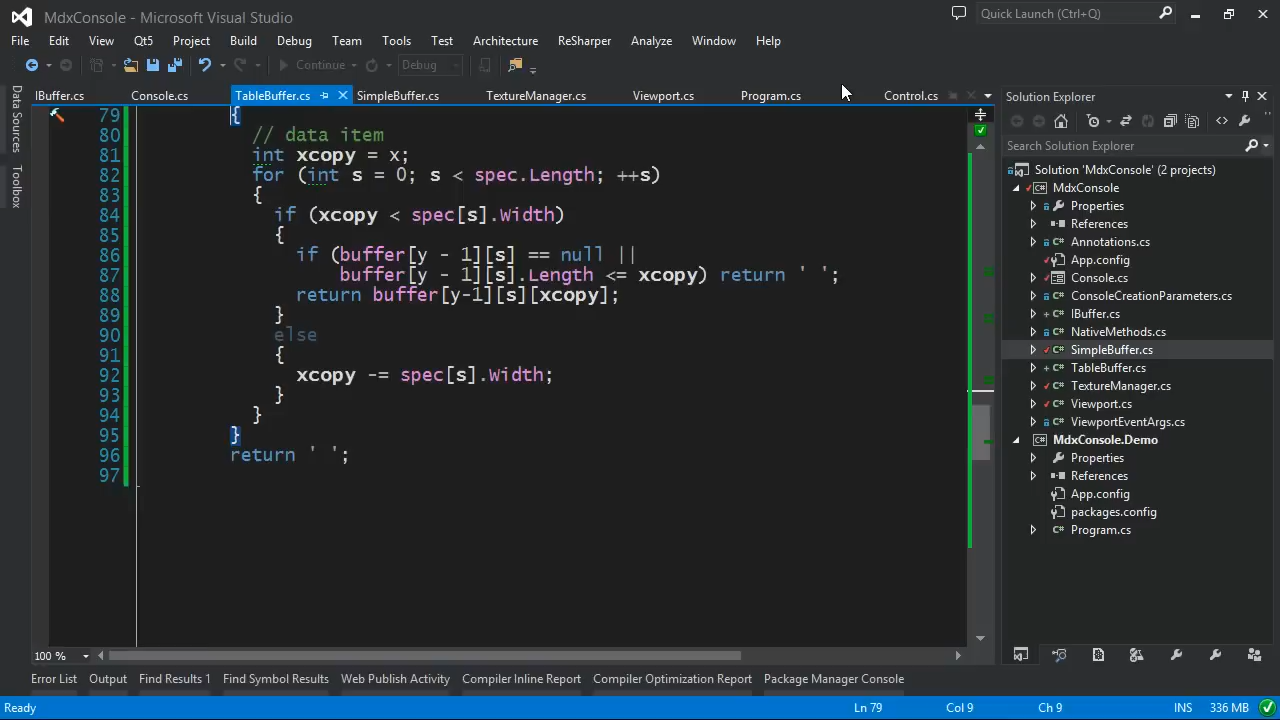 MdxConsole - Microsoft Visual Studio
Quick Launch (Ctrl+Q)
File Edit View Qt5 Project Build Debug Team Tools Test Architecture ReSharper Analyze Window Help
Continue Debug
IBuffer.cs Console.cs TableBuffer.cs SimpleBuffer.cs TextureManager.cs Viewport.cs Program.cs Control.cs
Data Sources
Toolbox
79 {
80 // data item
81 int xcopy = x;
82 for (int s = 0; s < spec.Length; ++s)
83 {
84 if (xcopy < spec[s].Width)
85 {
86 if (buffer[y - 1][s] == null ||
87 buffer[y - 1][s].Length <= xcopy) return ' ';
88 return buffer[y-1][s][xcopy];
89 }
90 else
91 {
92 xcopy -= spec[s].Width;
93 }
94 }
95 }
96 return ' ';
97
100 %
Solution Explorer
Search Solution Explorer
Solution 'MdxConsole' (2 projects)
MdxConsole
Properties
References
Annotations.cs
App.config
Console.cs
ConsoleCreationParameters.cs
IBuffer.cs
NativeMethods.cs
SimpleBuffer.cs
TableBuffer.cs
TextureManager.cs
Viewport.cs
ViewportEventArgs.cs
MdxConsole.Demo
Properties
References
App.config
packages.config
Program.cs
Error List Output Find Results 1 Find Symbol Results Web Publish Activity Compiler Inline Report Compiler Optimization Report Package Manager Console
Ready Ln 79 Col 9 Ch 9 INS 336 MB